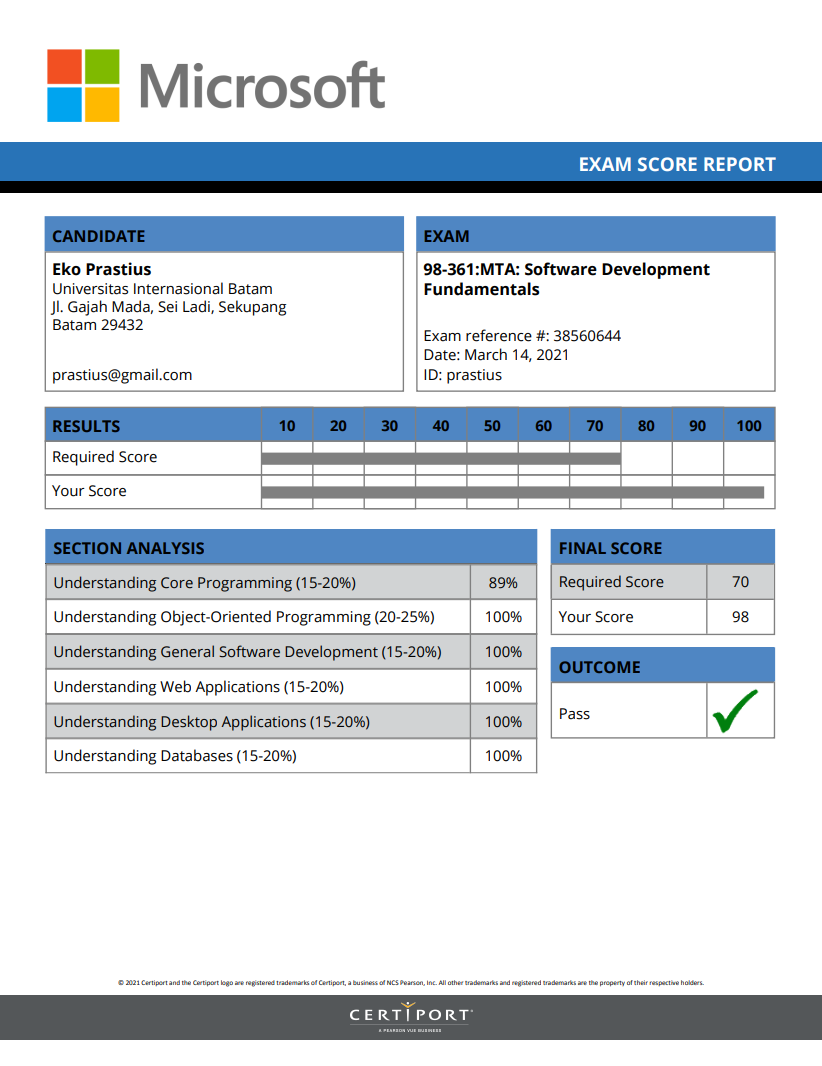 Microsoft
EXAM SCORE REPORT
CANDIDATE
Eko Prastius
Universitas Internasional Batam
Jl. Gajah Mada, Sei Ladi, Sekupang
Batam 29432
prastius@gmail.com
EXAM
98-361:MTA: Software Development
Fundamentals
Exam reference #: 38560644
Date: March 14, 2021
ID: prastius
RESULTS 10 20 30 40 50 60 70 80 90 100
Required Score
Your Score
SECTION ANALYSIS
Understanding Core Programming (15-20%) 89%
Understanding Object-Oriented Programming (20-25%) 100%
Understanding General Software Development (15-20%) 100%
Understanding Web Applications (15-20%) 100%
Understanding Desktop Applications (15-20%) 100%
Understanding Databases (15-20%) 100%
FINAL SCORE
Required Score 70
Your Score 98
OUTCOME
Pass
© 2021 Certiport and the Certiport logo are registered trademarks of Certiport, a business of NCS Pearson, Inc. All other trademarks and registered trademarks are the property of their respective holders.
CERTIPORT
A PEARSON VUE BUSINESS